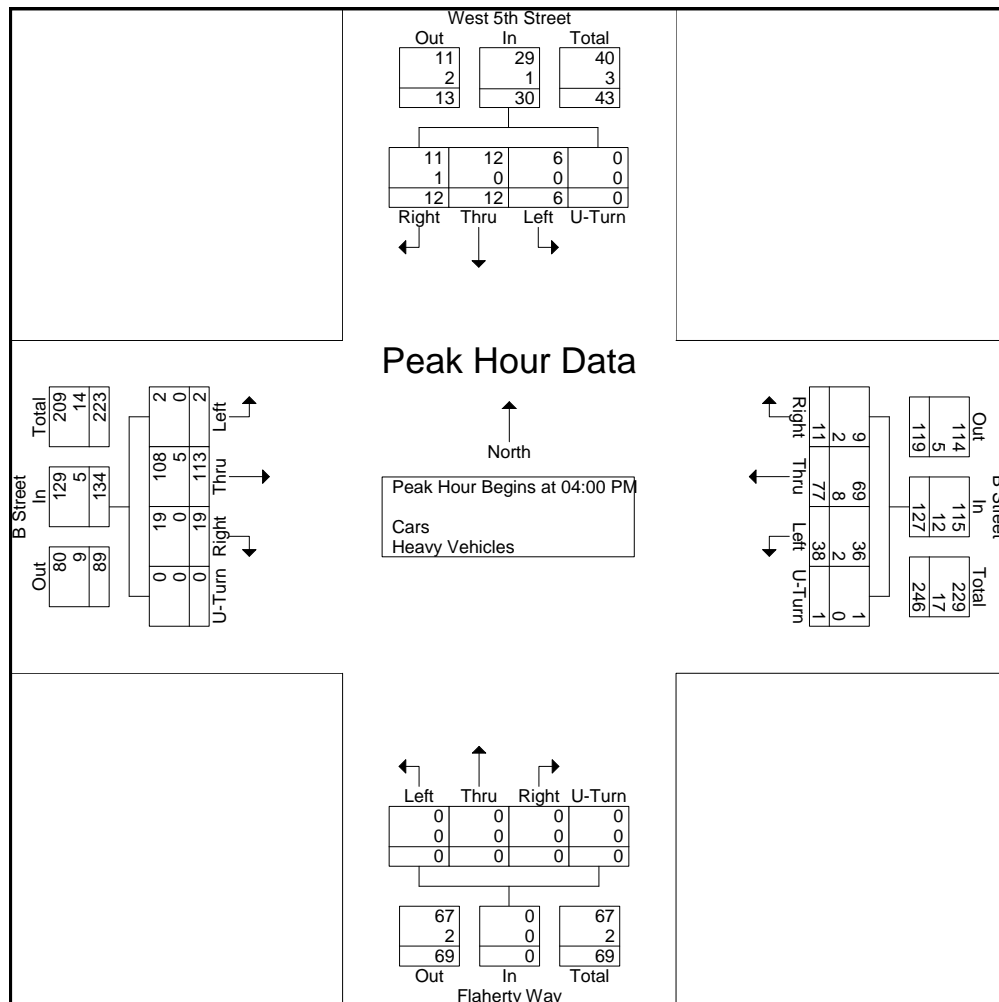 West 5th Street
Out In Total
11 29 40
2 1 3
13 30 43
11 12 6 0
1 0 0 0
12 12 6 0
Right Thru Left U-Turn
Peak Hour Data
North
Peak Hour Begins at 04:00 PM
Cars
Heavy Vehicles
B Street
Total In Out
209 129 80
14 5 9
223 134 89
2 108 19 0
0 5 0 0
2 113 19 0
Left Thru Right U-Turn
B Street
Out In Total
114 115 229
5 12 17
119 127 246
9 69 36 1
2 8 2 0
11 77 38 1
Right Thru Left U-Turn
Left Thru Right U-Turn
0 0 0 0
0 0 0 0
0 0 0 0
67 0 67
2 0 2
69 0 69
Out In Total
Flaherty Way